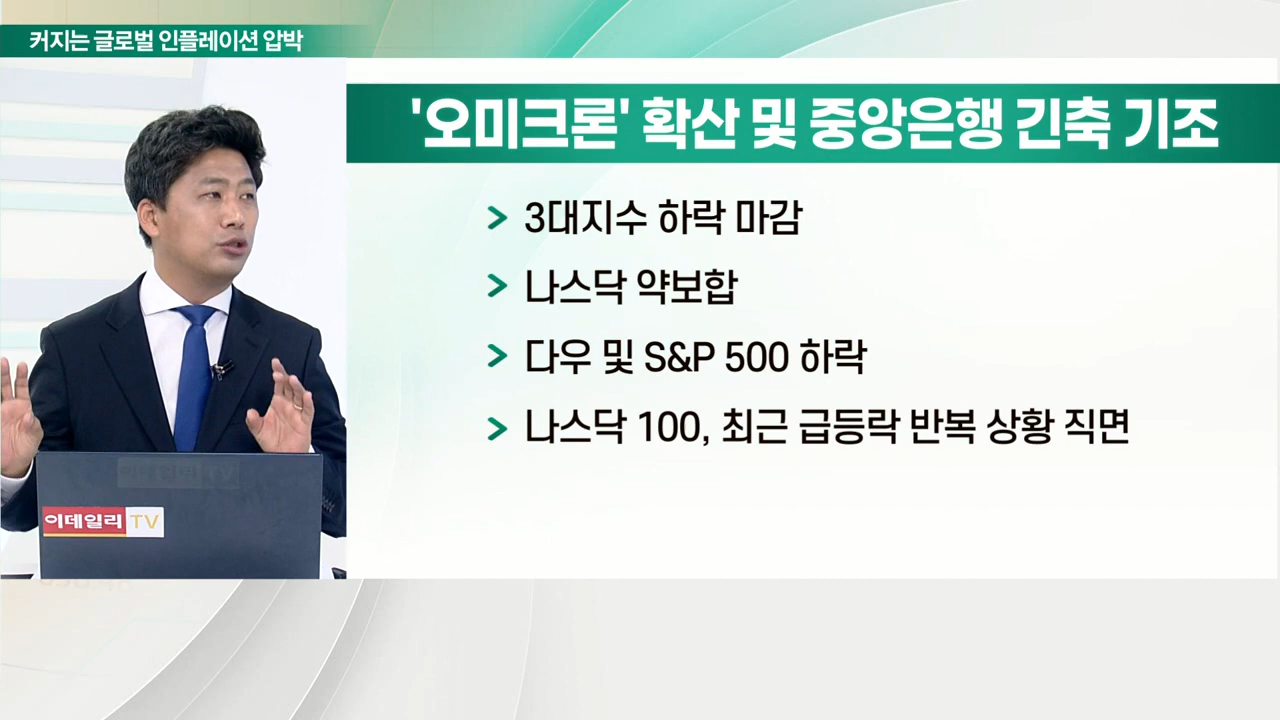 커지는 글로벌 인플레이션 압박
'오미크론' 확산 및 중앙은행 긴축 기조
> 3대지수 하락 마감
> 나스닥 약보합
> 다우 및 S&P 500 하락
> 나스닥 100, 최근 급등락 반복 상황 직면
이데일리 TV